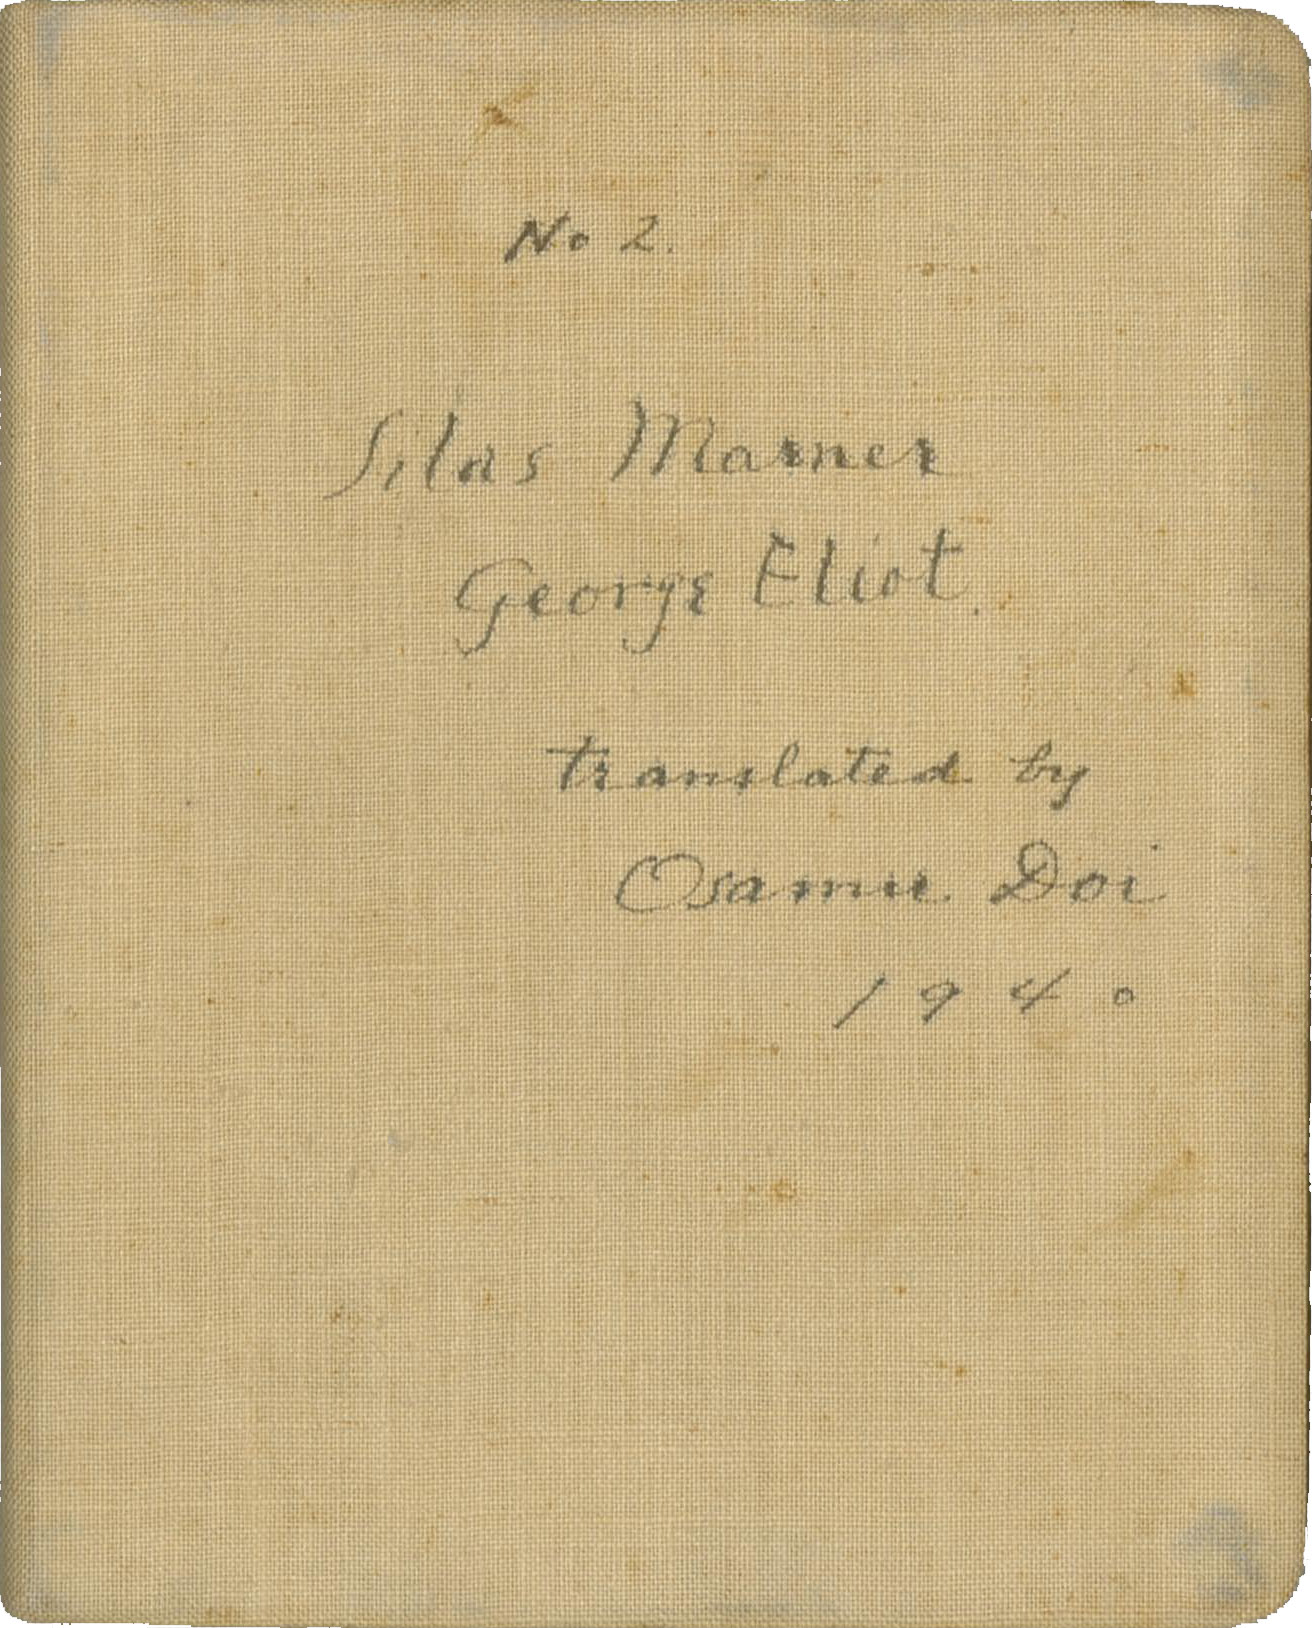 No 2.
Silas Marner
George Eliot.
translated by
Osamu Doi
1940